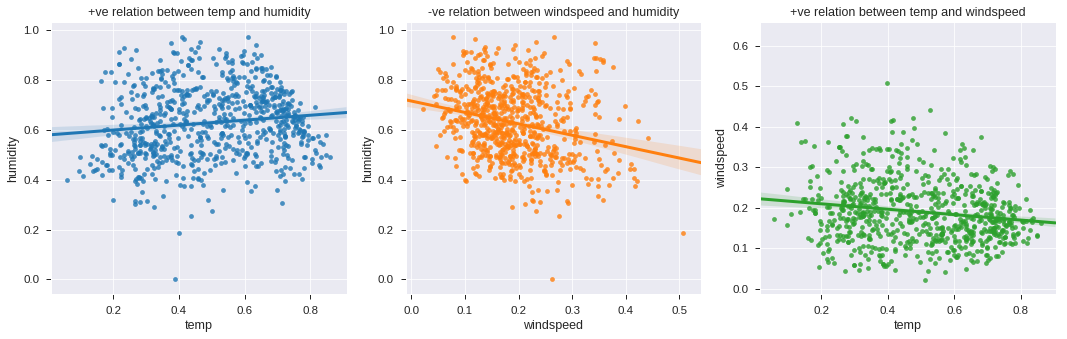 +ve relation between temp and humidity
1.0
0.8
0.6
0.4
0.2
0.0
humidity
0.2 0.4 0.6 0.8
temp
-ve relation between windspeed and humidity
1.0
0.8
0.6
0.4
0.2
0.0
humidity
0.0 0.1 0.2 0.3 0.4 0.5
windspeed
+ve relation between temp and windspeed
0.6
0.5
0.4
0.3
0.2
0.1
0.0
windspeed
0.2 0.4 0.6 0.8
temp